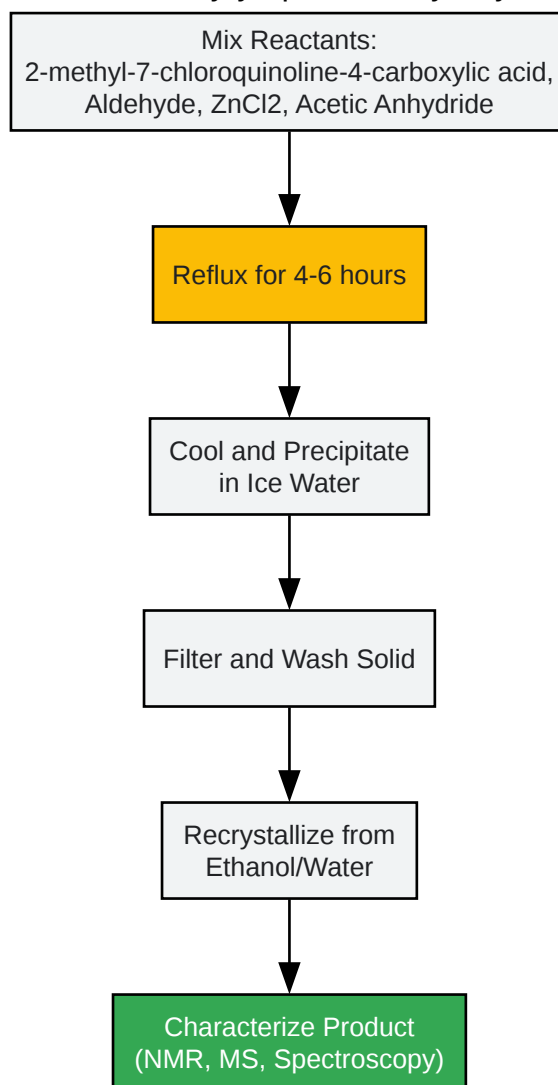 Mix Reactants:
2-methyl-7-chloroquinoline-4-carboxylic acid,
Aldehyde, ZnCl2, Acetic Anhydride
Reflux for 4-6 hours
Cool and Precipitate
in Ice Water
Filter and Wash Solid
Recrystallize from
Ethanol/Water
Characterize Product
(NMR, MS, Spectroscopy)